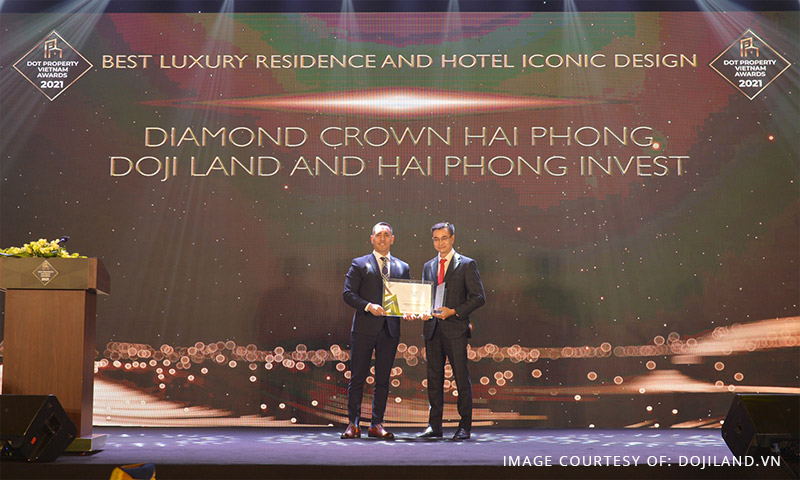 DOT PROPERTY
VIETNAM
AWARDS
2021
BEST LUXURY RESIDENCE AND HOTEL ICONIC DESIGN
DOT PROPERTY
VIETNAM
AWARDS
2021
DIAMOND CROWN HAI PHONG,
DOJI LAND AND HAI PHONG INVEST
IMAGE COURTESY OF: DOJILAND.VN